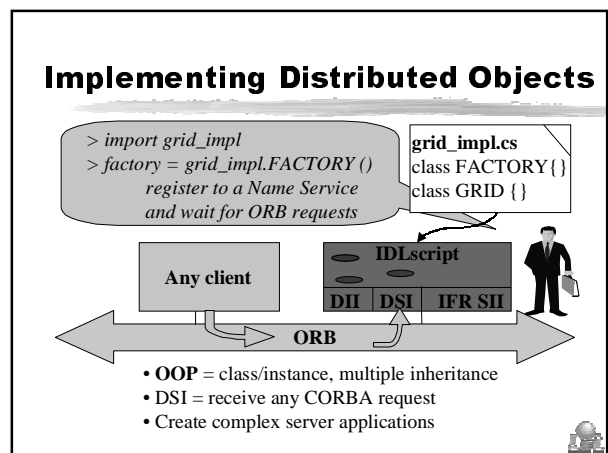 Implementing Distributed Objects
> import grid_impl
> factory = grid_impl.FACTORY ()
register to a Name Service
and wait for ORB requests
grid_impl.cs
class FACTORY{}
class GRID {}
Any client
IDLscript
DII DSI IFR SII
ORB
• OOP = class/instance, multiple inheritance
• DSI = receive any CORBA request
• Create complex server applications